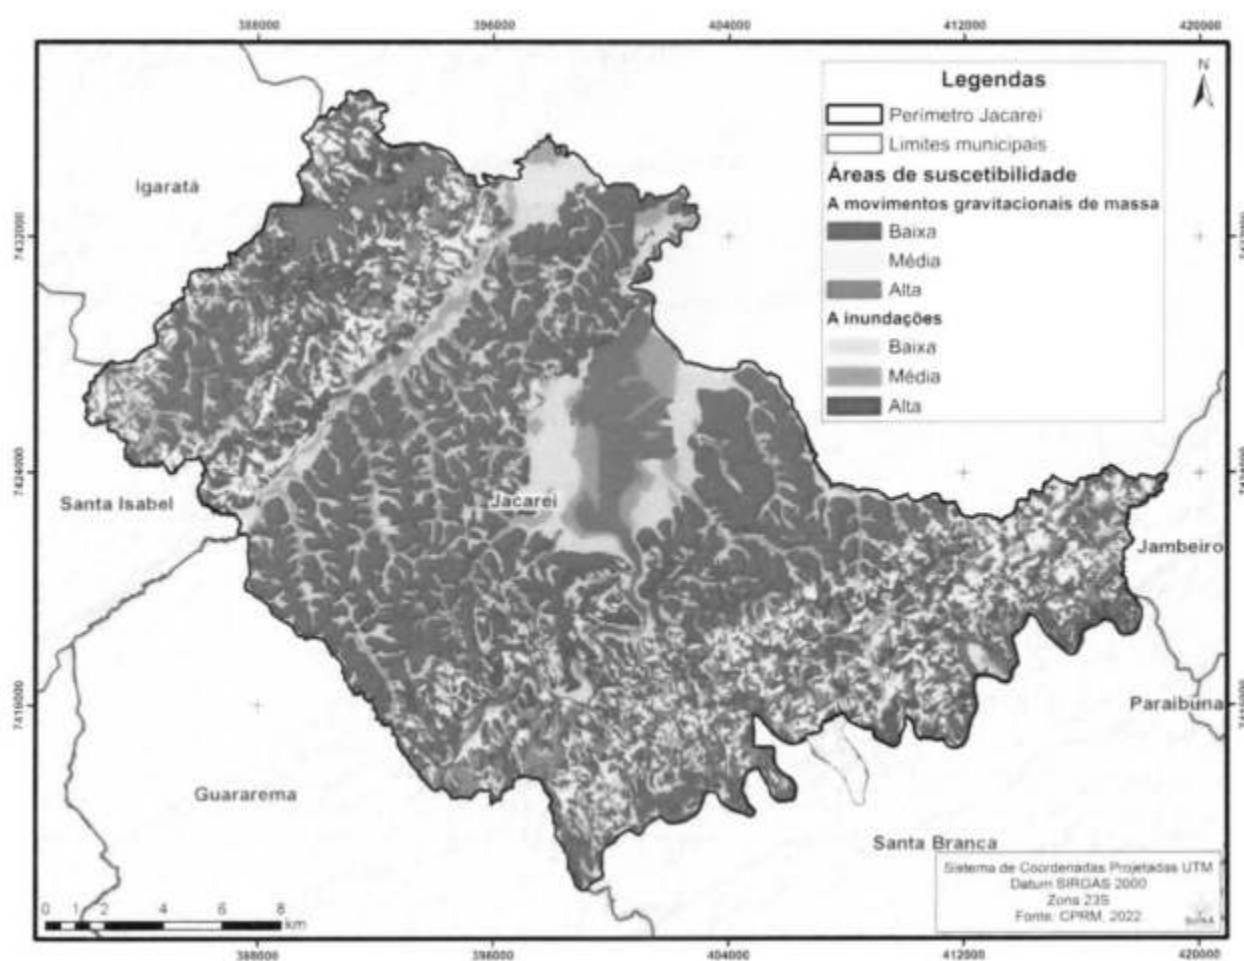 388000 396000 404000 412000 420000
N
Legendas
Perímetro Jacarei
Limites municipais
Áreas de suscetibilidade
A movimentos gravitacionais de massa
Baixa
Média
Alta
A inundações
Baixa
Média
Alta
Igaratá
7432000
7424000
Santa Isabel
Jacarei
Jambeiro
7416000
Paraibuna
Guararema
Santa Branca
Sistema de Coordenadas Projetadas UTM
Datum SIRGAS 2000
Zona 23S
Fonte: CPRM, 2022
0 1 2 4 6 8
km
388000 396000 404000 412000 420000